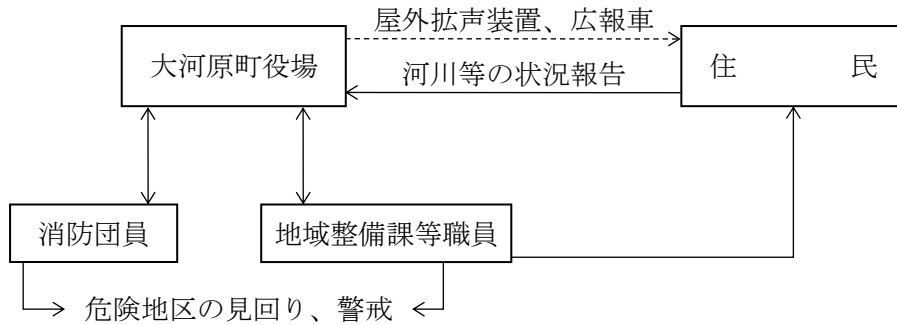 屋外拡声装置、広報車
大河原町役場
住民
河川等の状況報告
消防団員
地域整備課等職員
危険地区の見回り、警戒